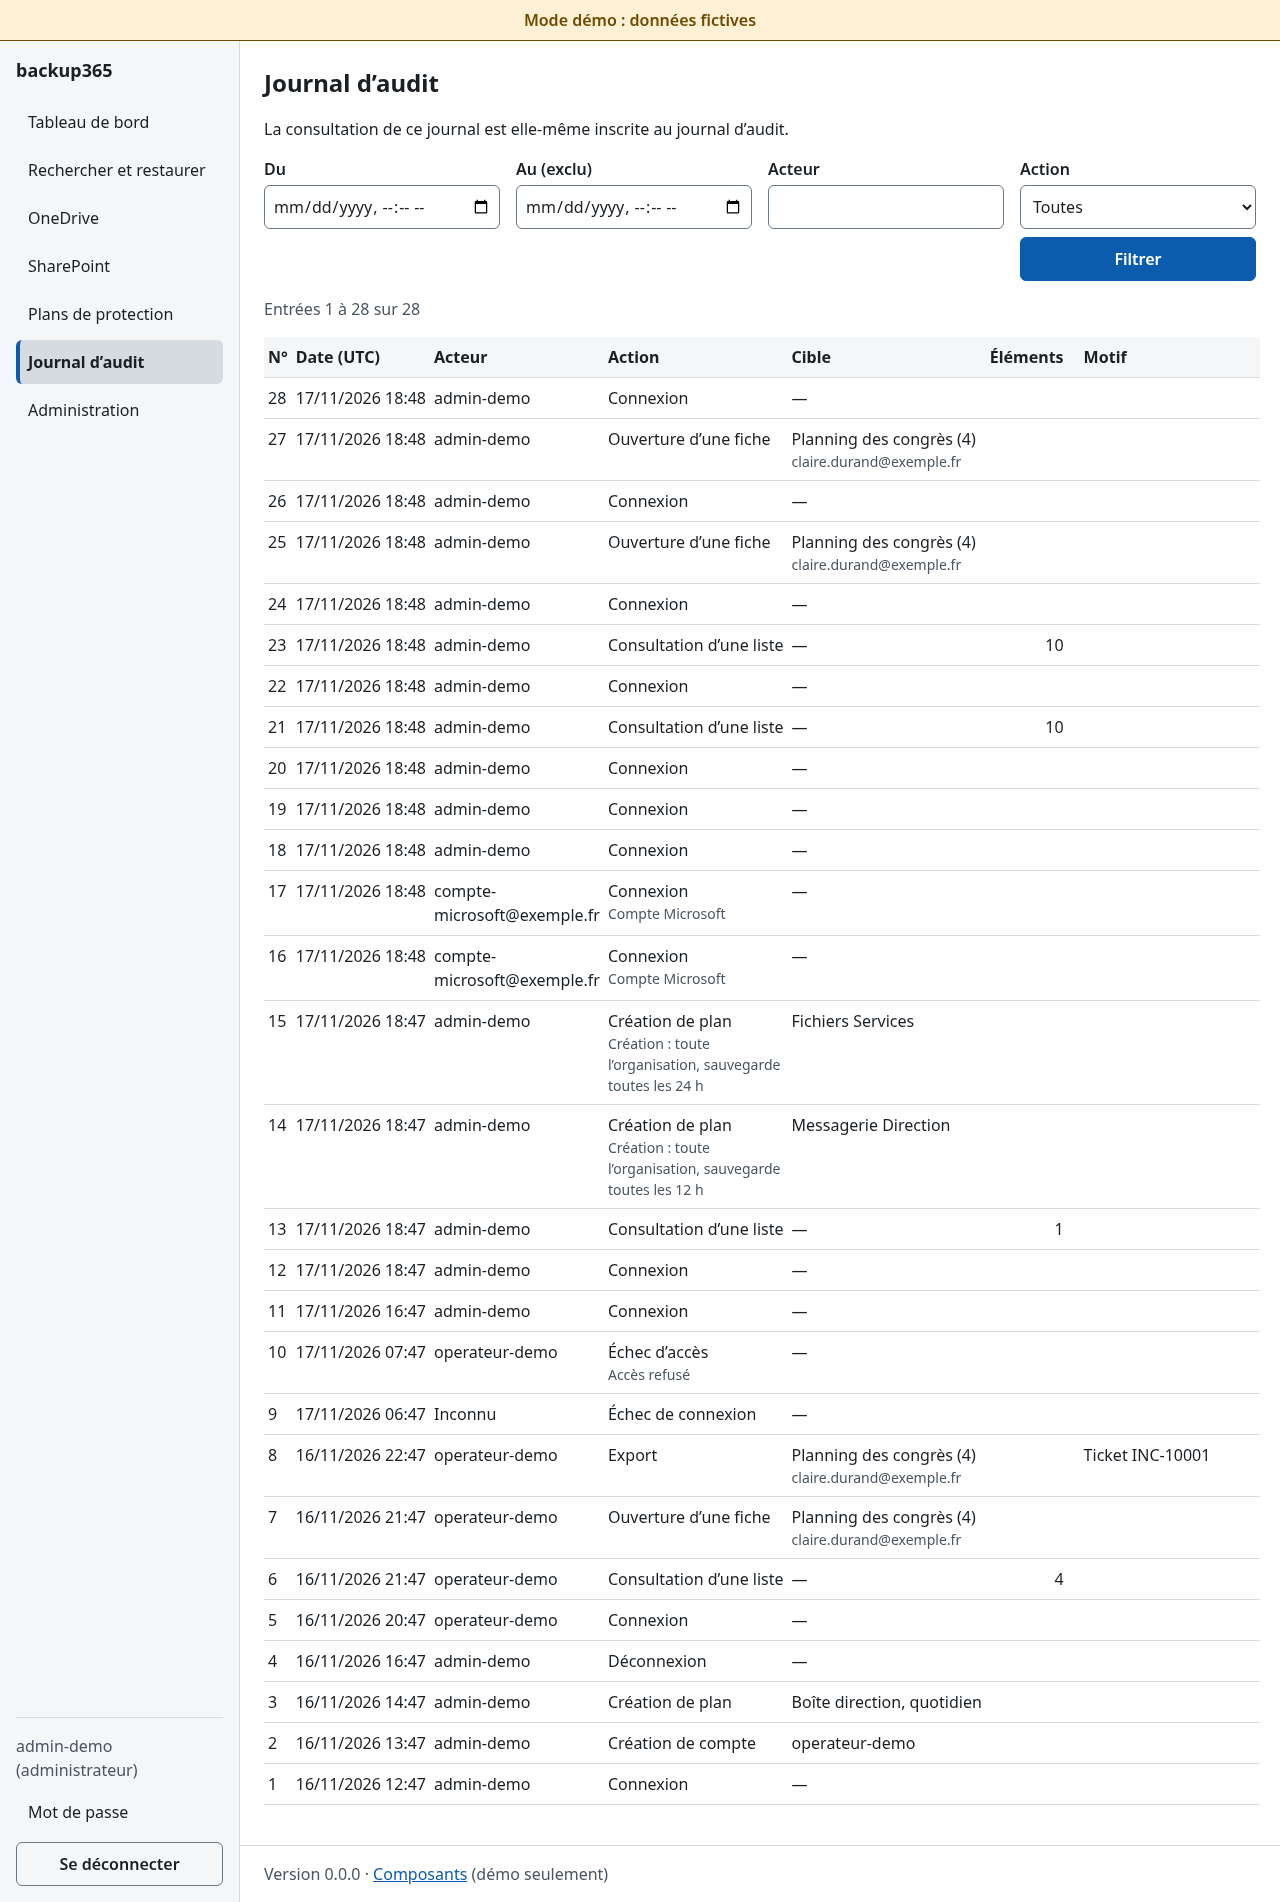 Mode démo : données fictives
backup365
Tableau de bord
Rechercher et restaurer
OneDrive
SharePoint
Plans de protection
Journal d’audit
Administration
admin-demo
(administrateur)
Mot de passe
Se déconnecter
Journal d’audit
La consultation de ce journal est elle-même inscrite au journal d’audit.
Du Au (exclu) Acteur Action
mm/dd/yyyy, --:-- -- mm/dd/yyyy, --:-- -- Toutes
Filtrer
Entrées 1 à 28 sur 28
Nº Date (UTC) Acteur Action Cible Éléments Motif
28 17/11/2026 18:48 admin-demo Connexion —
27 17/11/2026 18:48 admin-demo Ouverture d’une fiche Planning des congrès (4)
claire.durand@exemple.fr
26 17/11/2026 18:48 admin-demo Connexion —
25 17/11/2026 18:48 admin-demo Ouverture d’une fiche Planning des congrès (4)
claire.durand@exemple.fr
24 17/11/2026 18:48 admin-demo Connexion —
23 17/11/2026 18:48 admin-demo Consultation d’une liste — 10
22 17/11/2026 18:48 admin-demo Connexion —
21 17/11/2026 18:48 admin-demo Consultation d’une liste — 10
20 17/11/2026 18:48 admin-demo Connexion —
19 17/11/2026 18:48 admin-demo Connexion —
18 17/11/2026 18:48 admin-demo Connexion —
17 17/11/2026 18:48 compte- Connexion —
microsoft@exemple.fr Compte Microsoft
16 17/11/2026 18:48 compte- Connexion —
microsoft@exemple.fr Compte Microsoft
15 17/11/2026 18:47 admin-demo Création de plan Fichiers Services
Création : toute
l’organisation, sauvegarde
toutes les 24 h
14 17/11/2026 18:47 admin-demo Création de plan Messagerie Direction
Création : toute
l’organisation, sauvegarde
toutes les 12 h
13 17/11/2026 18:47 admin-demo Consultation d’une liste — 1
12 17/11/2026 18:47 admin-demo Connexion —
11 17/11/2026 16:47 admin-demo Connexion —
10 17/11/2026 07:47 operateur-demo Échec d’accès —
Accès refusé
9 17/11/2026 06:47 Inconnu Échec de connexion —
8 16/11/2026 22:47 operateur-demo Export Planning des congrès (4) Ticket INC-10001
claire.durand@exemple.fr
7 16/11/2026 21:47 operateur-demo Ouverture d’une fiche Planning des congrès (4)
claire.durand@exemple.fr
6 16/11/2026 21:47 operateur-demo Consultation d’une liste — 4
5 16/11/2026 20:47 operateur-demo Connexion —
4 16/11/2026 16:47 admin-demo Déconnexion —
3 16/11/2026 14:47 admin-demo Création de plan Boîte direction, quotidien
2 16/11/2026 13:47 admin-demo Création de compte operateur-demo
1 16/11/2026 12:47 admin-demo Connexion —
Version 0.0.0 · Composants (démo seulement)